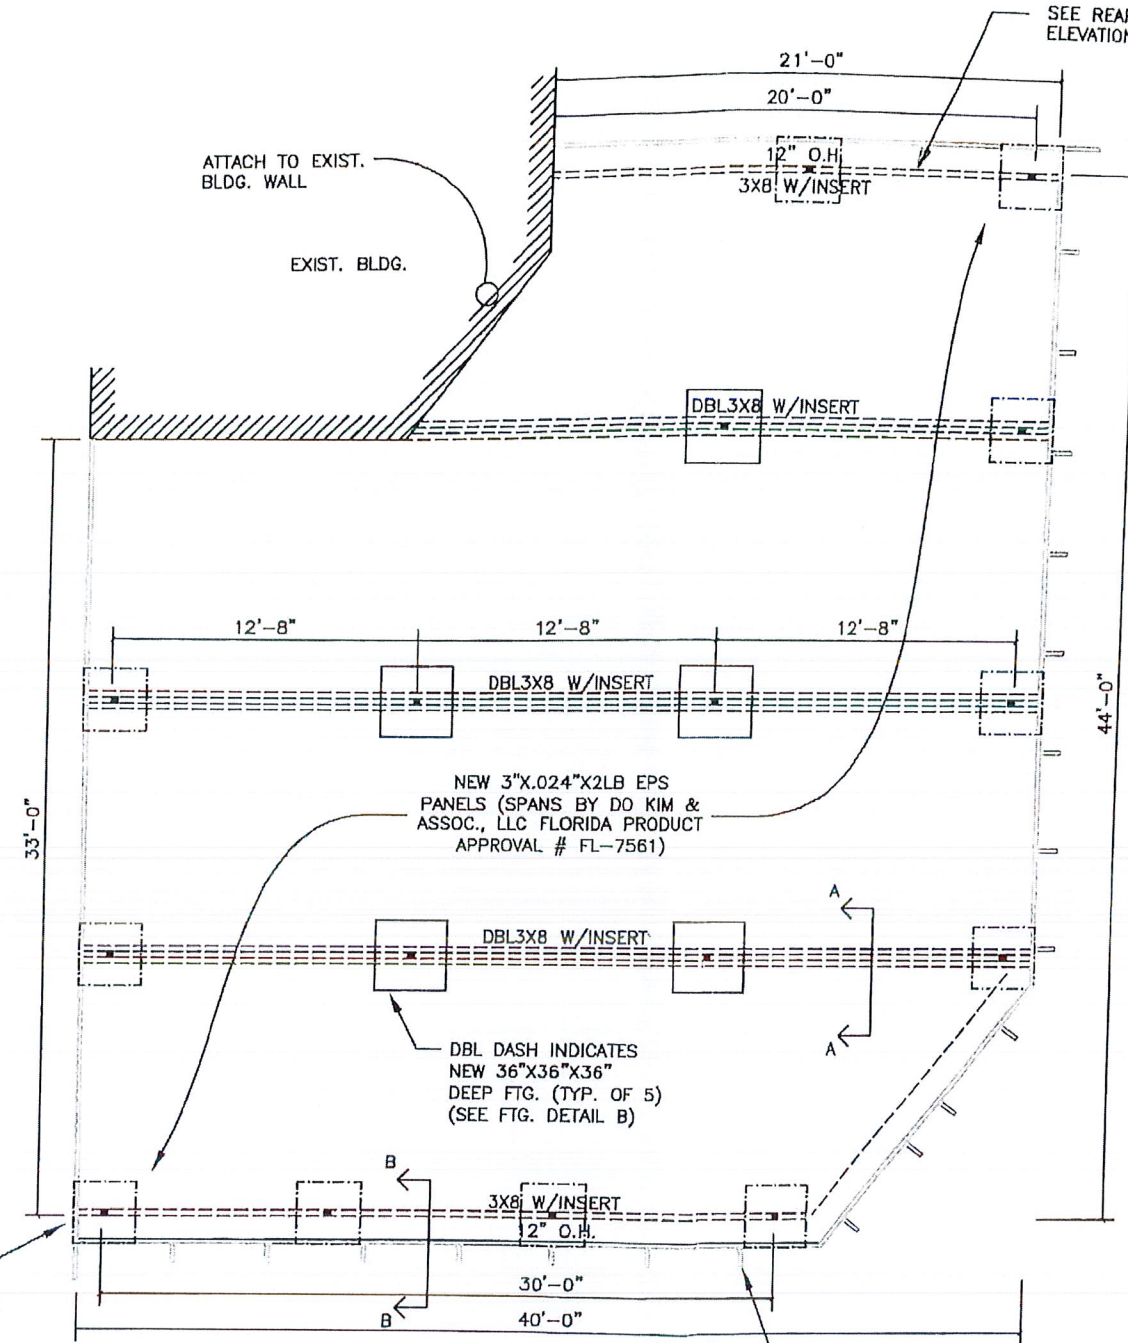 SEE REAR
ELEVATION
21'-0"
20'-0"
12" O.H.
3X8 W/INSERT
ATTACH TO EXIST.
BLDG. WALL
EXIST. BLDG.
DBL3X8 W/INSERT
12'-8"
12'-8"
12'-8"
DBL3X8 W/INSERT
44'-0"
33'-0"
NEW 3"X.024"X2LB EPS
PANELS (SPANS BY DO KIM &
ASSOC., LLC FLORIDA PRODUCT
APPROVAL # FL-7561)
A
DBL3X8 W/INSERT
A
DBL DASH INDICATES
NEW 36"X36"X36"
DEEP FTG. (TYP. OF 5)
(SEE FTG. DETAIL B)
B
3X8 W/INSERT
12" O.H.
30'-0"
B
40'-0"